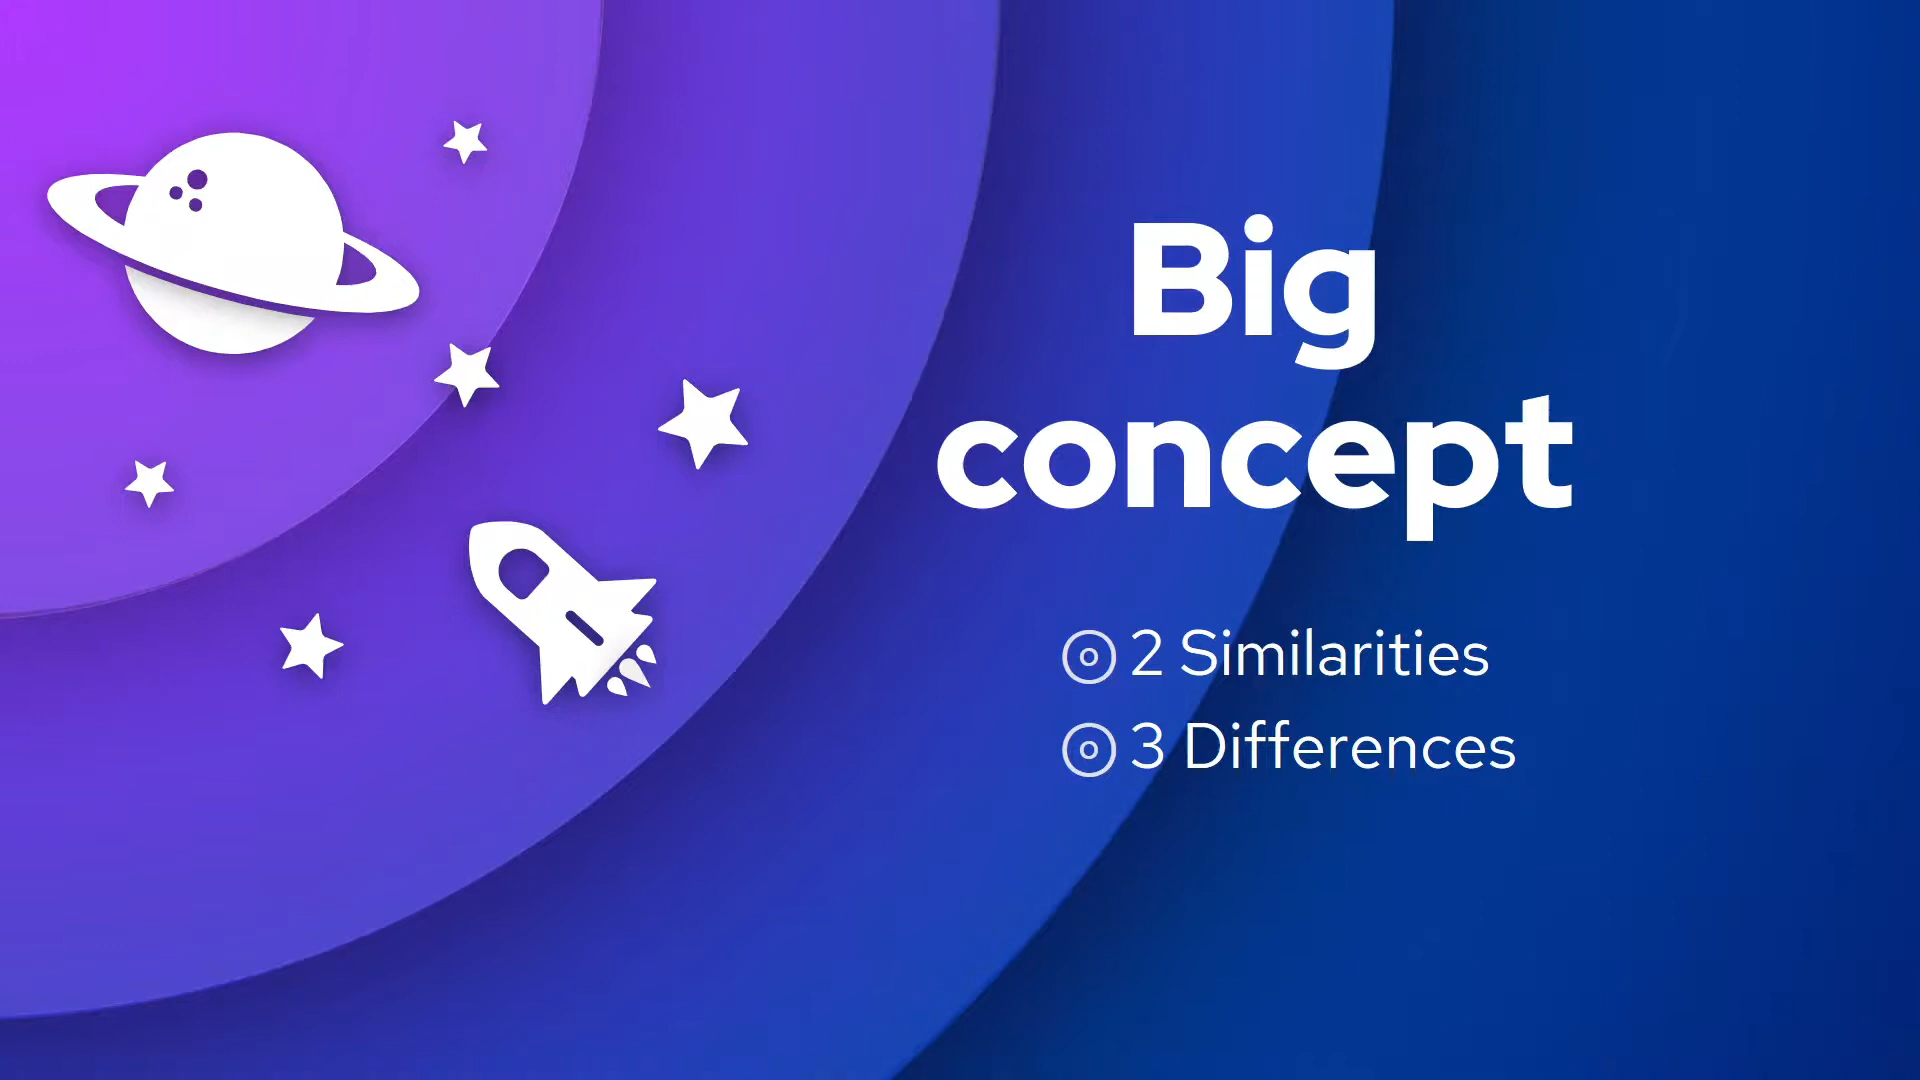 Big
concept
2 Similarities
3 Differences